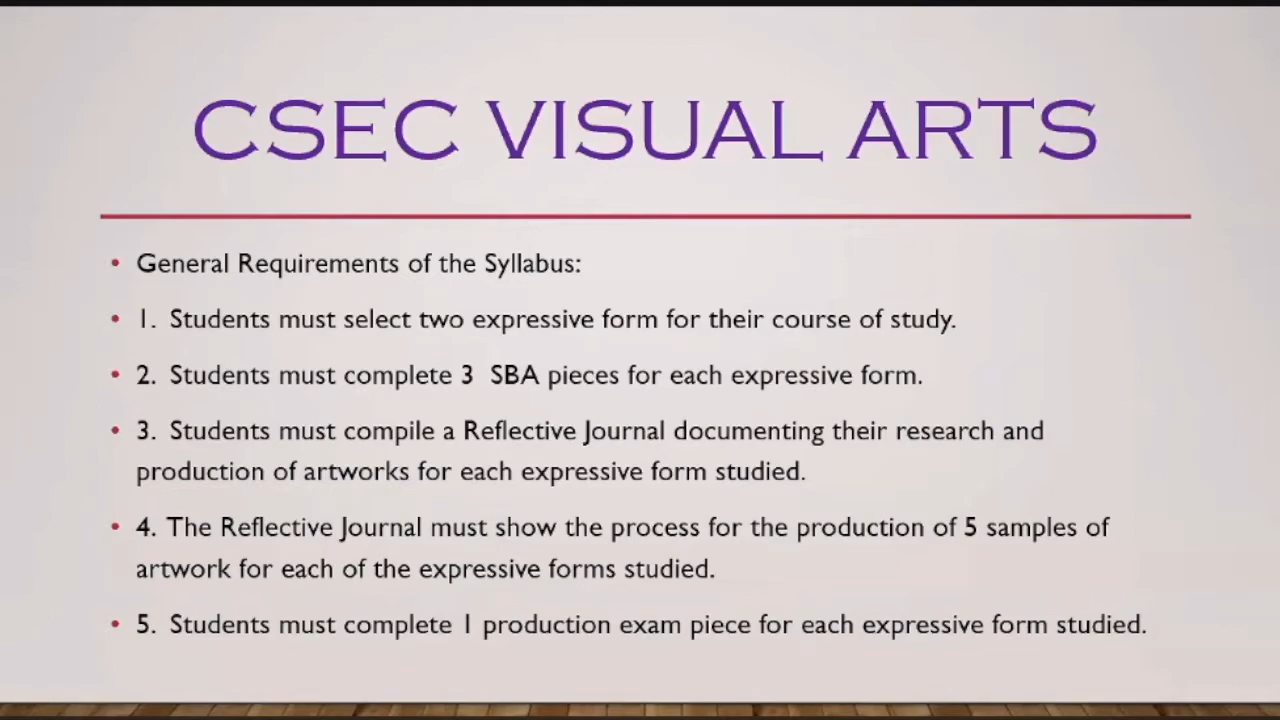 CSEC VISUAL ARTS
• General Requirements of the Syllabus:
• 1. Students must select two expressive form for their course of study.
• 2. Students must complete 3 SBA pieces for each expressive form.
• 3. Students must compile a Reflective Journal documenting their research and
production of artworks for each expressive form studied.
• 4. The Reflective Journal must show the process for the production of 5 samples of
artwork for each of the expressive forms studied.
• 5. Students must complete 1 production exam piece for each expressive form studied.